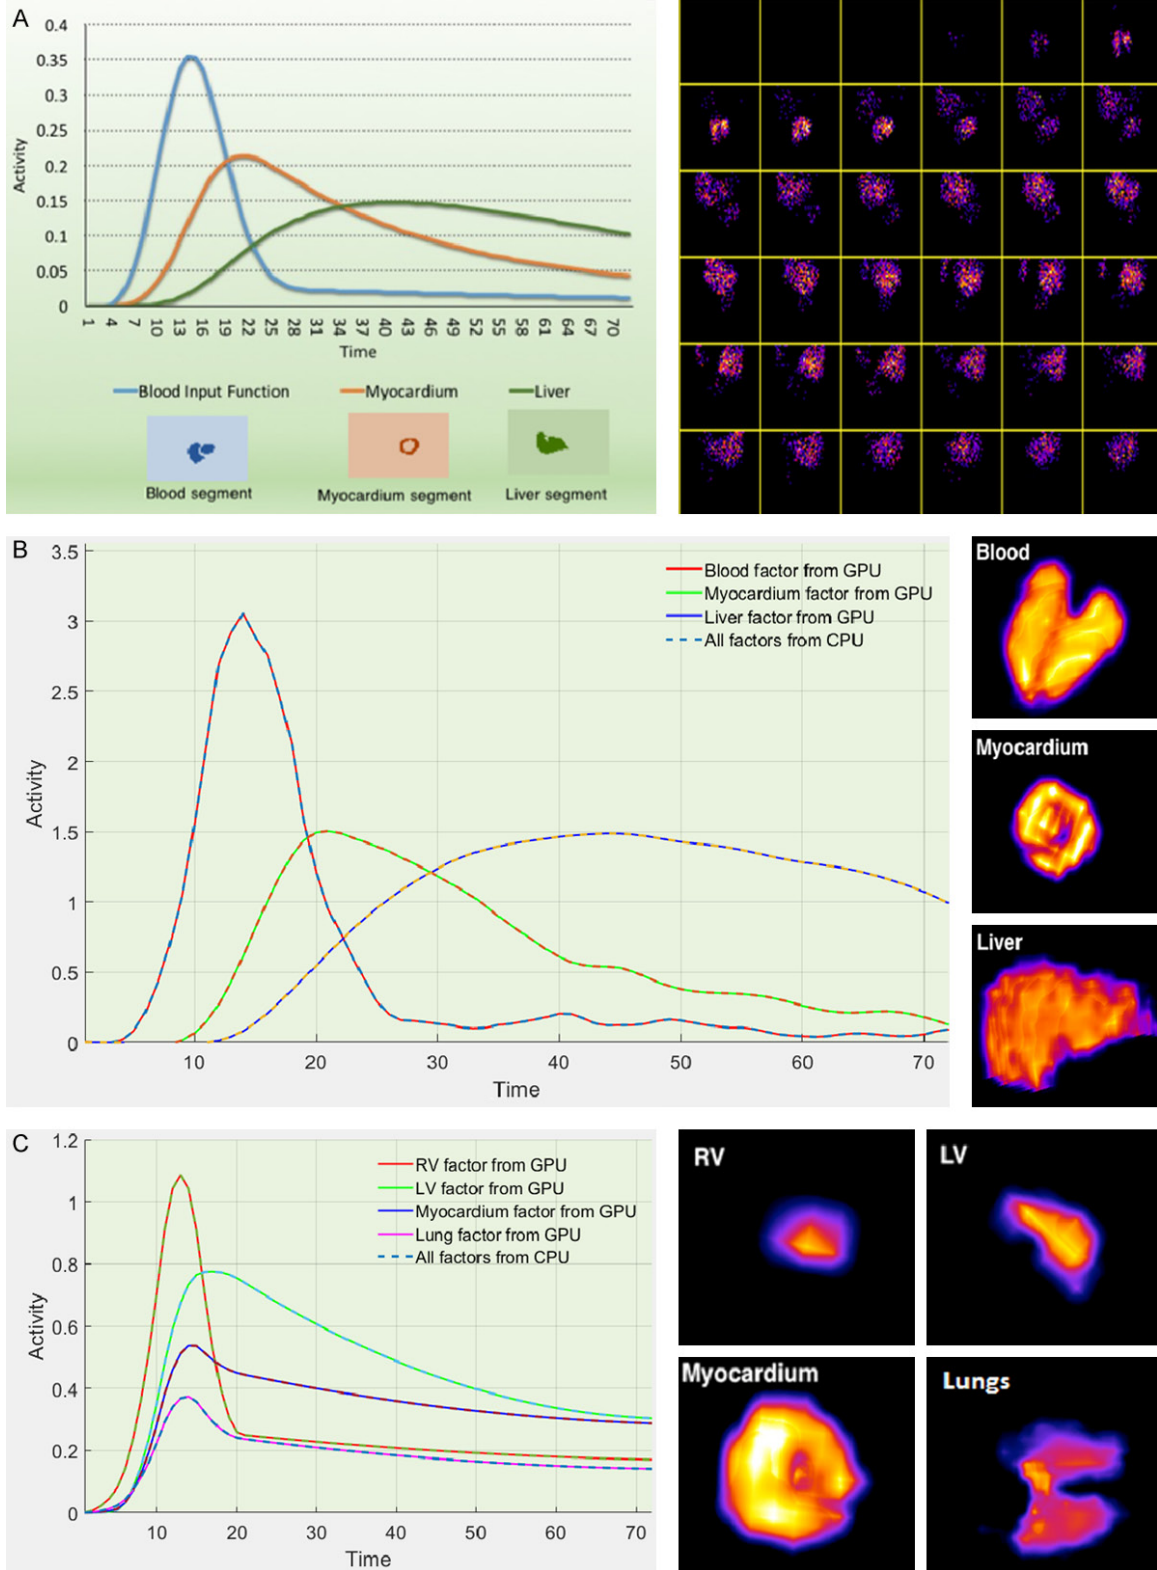 A
0.4
0.35
0.3
0.25
0.2
0.15
0.1
0.05
0
Activity
1 4 7 10 13 16 19 22 25 28 31 34 37 40 43 46 49 52 55 58 61 64 67 70
Time
Blood Input Function Myocardium Liver
Blood segment Myocardium segment Liver segment
B
3.5
3
2.5
2
1.5
1
0.5
0
Activity
10 20 30 40 50 60 70
Time
Blood factor from GPU
Myocardium factor from GPU
Liver factor from GPU
All factors from CPU
Blood
Myocardium
Liver
C
1.2
1
0.8
0.6
0.4
0.2
0
Activity
10 20 30 40 50 60 70
Time
RV factor from GPU
LV factor from GPU
Myocardium factor from GPU
Lung factor from GPU
All factors from CPU
RV
LV
Myocardium
Lungs